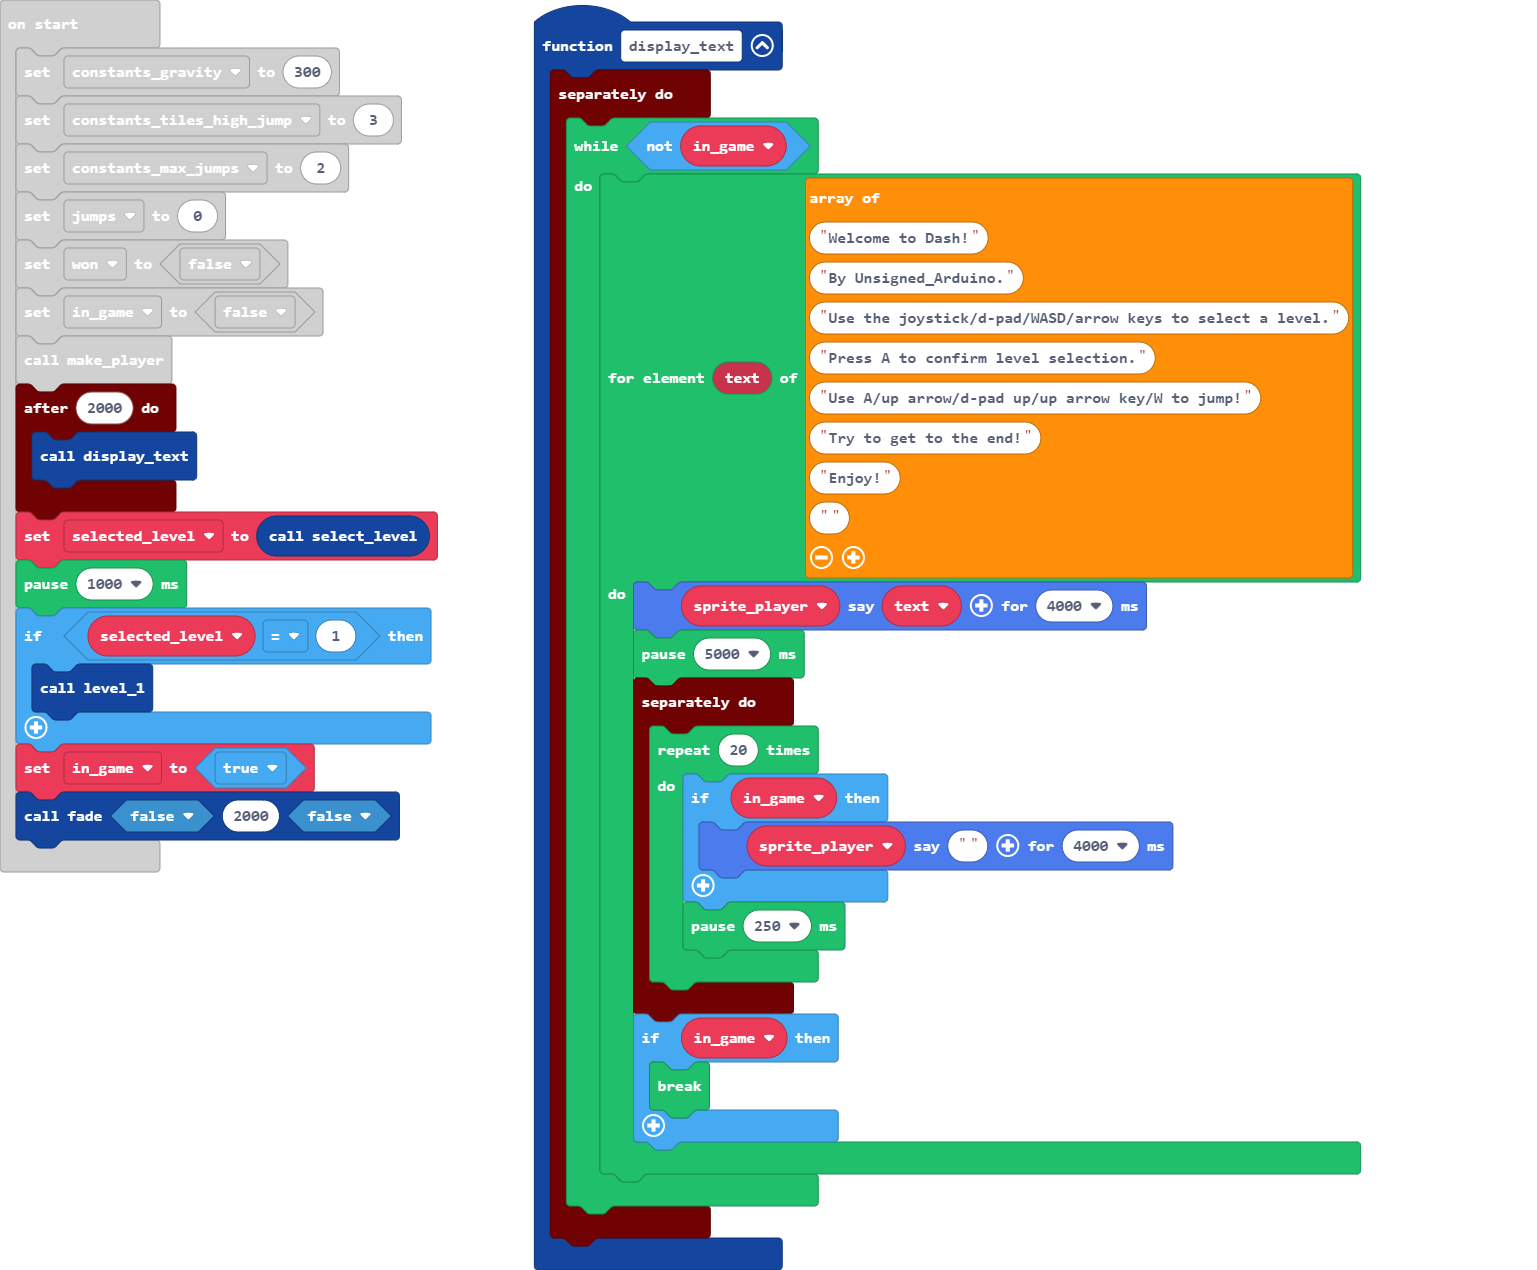 on start
set constants_gravity to 300
set constants_tiles_high_jump to 3
set constants_max_jumps to 2
set jumps to 0
set won to false
set in_game to false
call make_player
after 2000 do
call display_text
set selected_level to call select_level
pause 1000 ms
if selected_level = 1 then
call level_1
set in_game to true
call fade false 2000 false
function display_text
separately do
while not in_game
do
array of
"Welcome to Dash!"
"By Unsigned_Arduino."
"Use the joystick/d-pad/WASD/arrow keys to select a level."
"Press A to confirm level selection."
for element text of
"Use A/up arrow/d-pad up/up arrow key/W to jump!"
"Try to get to the end!"
"Enjoy!"
""
do
sprite_player say text for 4000 ms
pause 5000 ms
separately do
repeat 20 times
do
if in_game then
sprite_player say "" for 4000 ms
pause 250 ms
if in_game then
break